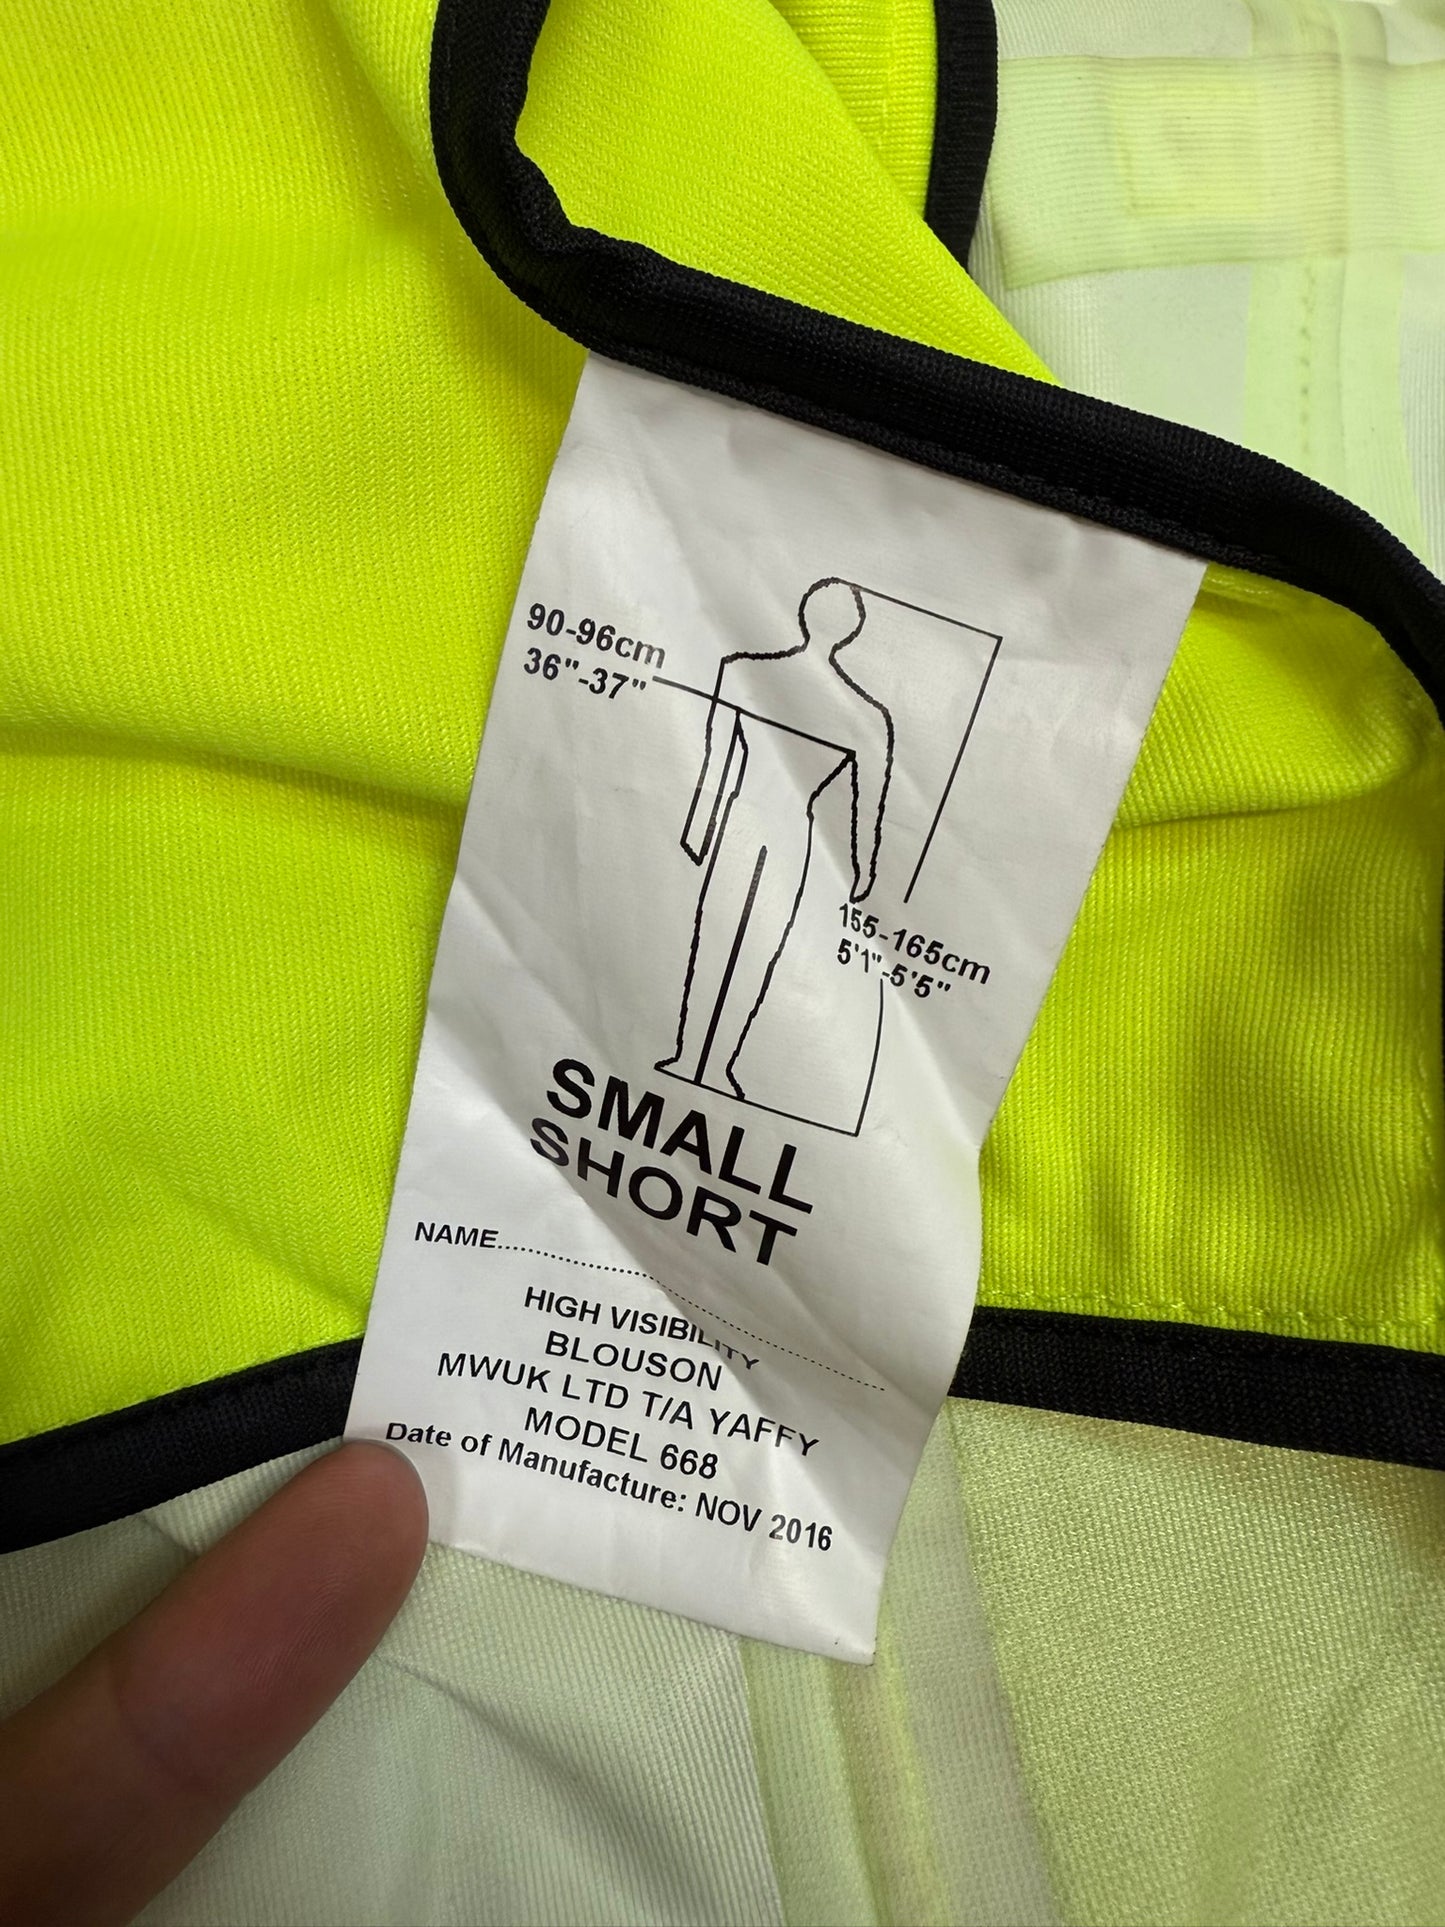 90-96cm
36"-37"
155-165cm
5'1"-5'5"
SMALL
SHORT
NAME
HIGH VISIBILITY
BLOUSON
MWUK LTD T/A YAFFY
MODEL 668
Date of Manufacture: NOV 2016